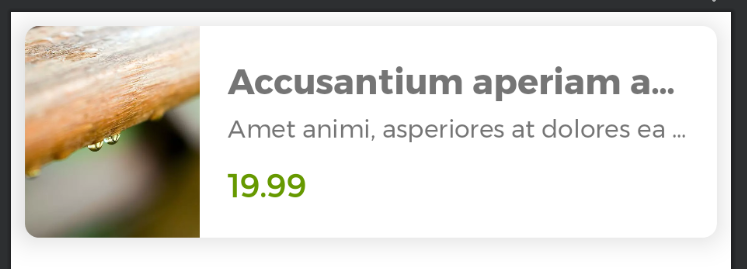 Accusantium aperiam a...
Amet animi, asperiores at dolores ea ...
19.99